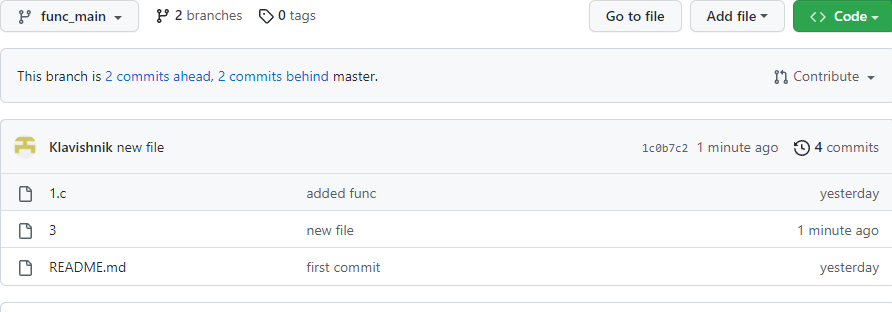 func_main 2 branches 0 tags Go to file Add file Code
This branch is 2 commits ahead, 2 commits behind master. Contribute
Klavishnik new file 1c0b7c2 1 minute ago 4 commits
1.c added func yesterday
3 new file 1 minute ago
README.md first commit yesterday